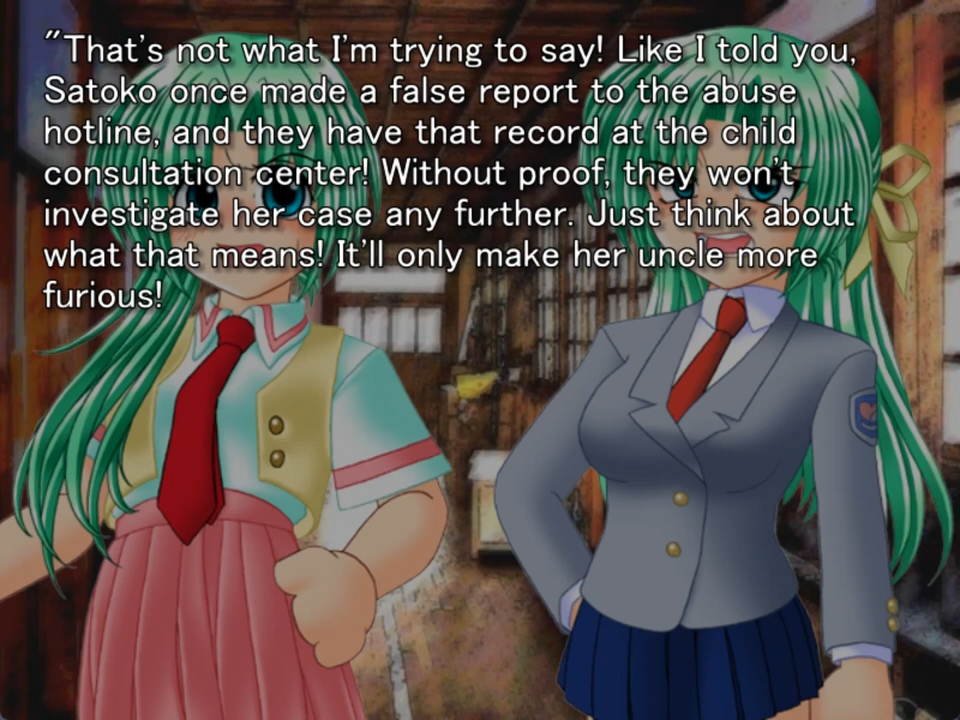 "That's not what I'm trying to say! Like I told you,
Satoko once made a false report to the abuse
hotline, and they have that record at the child
consultation center! Without proof, they won't
investigate her case any further. Just think about
what that means! It'll only make her uncle more
furious!